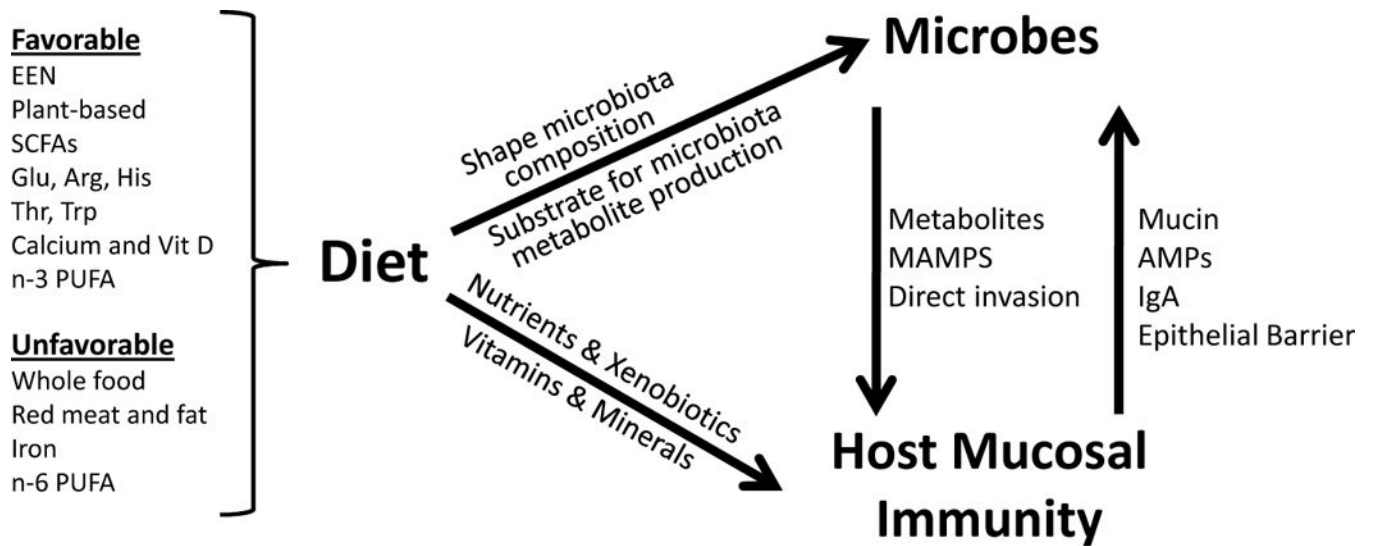 Favorable
EEN
Plant-based
SCFAs
Glu, Arg, His
Thr, Trp
Calcium and Vit D
n-3 PUFA
Unfavorable
Whole food
Red meat and fat
Iron
n-6 PUFA
Diet
Shape microbiota
composition
Substrate for microbiota
metabolite production
Nutrients & Xenobiotics
Vitamins & Minerals
Microbes
Metabolites
MAMPS
Direct invasion
Mucin
AMPs
IgA
Epithelial Barrier
Host Mucosal
Immunity